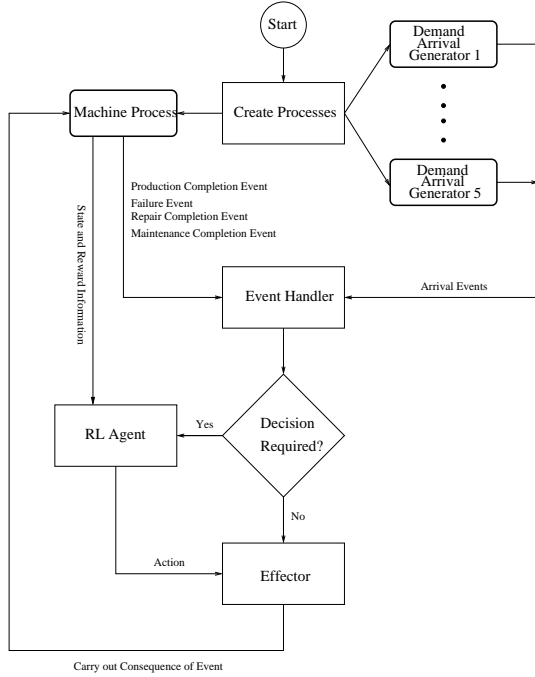 Start
Demand
Arrival
Generator 1
Machine Process
Create Processes
Demand
Arrival
Generator 5
Production Completion Event
Failure Event
Repair Completion Event
Maintenance Completion Event
State and Reward Information
Event Handler
Arrival Events
RL Agent
Yes
Decision
Required?
No
Action
Effector
Carry out Consequence of Event